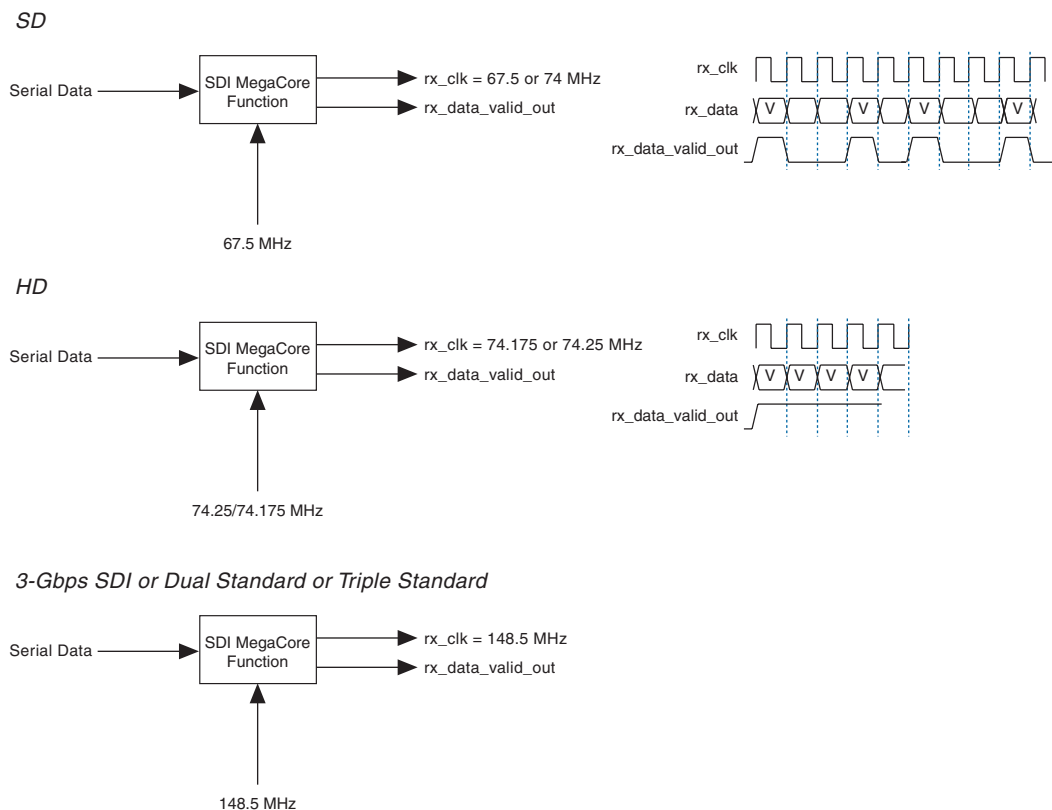 SD
Serial Data
SDI MegaCore
Function
rx_clk = 67.5 or 74 MHz
rx_data_valid_out
67.5 MHz
rx_clk
rx_data
V V V V
rx_data_valid_out
HD
Serial Data
SDI MegaCore
Function
rx_clk = 74.175 or 74.25 MHz
rx_data_valid_out
74.25/74.175 MHz
rx_clk
rx_data
V V V V
rx_data_valid_out
3-Gbps SDI or Dual Standard or Triple Standard
Serial Data
SDI MegaCore
Function
rx_clk = 148.5 MHz
rx_data_valid_out
148.5 MHz